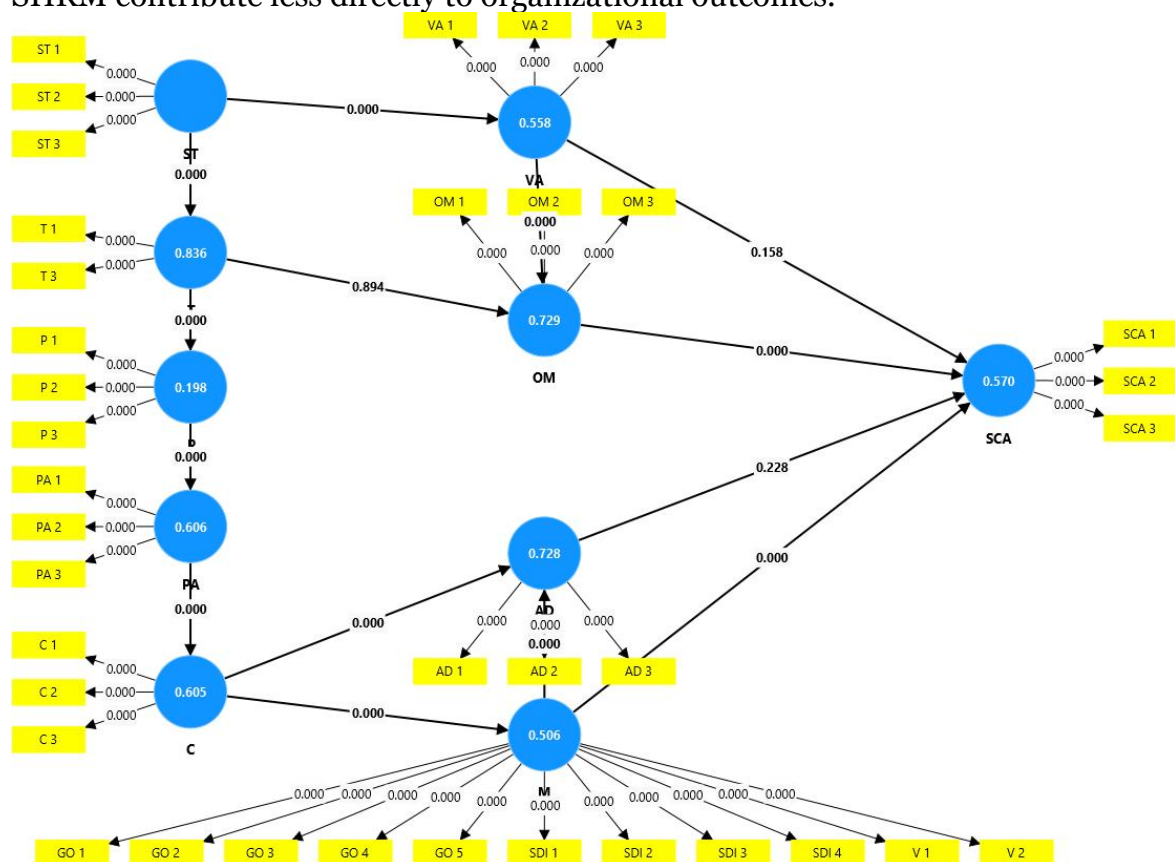 SHRM contribute less directly to organizational outcomes.
VA 1 VA 2 VA 3
ST 1
0.000 0.000 0.000
0.000
0.000
ST 2
0.000
0.000
ST 3
0.000
0.558
ST
VA
0.000
OM 1 OM 2 OM 3
0.000
T 1
0.000
0.000 0.000
0.158
0.836
0.000
T 3
0.894
0.000
P 1
0.729
0.000
0.000
SCA 1
0.000
P 2
0.000
0.198
OM
0.570
0.000
SCA 2
0.000
0.000
P 3
SCA 3
SCA
0.000
0.228
PA 1
0.000
PA 2
0.000
0.606
0.000
PA 3
0.728
0.000
PA
0.000
AD
0.000
0.000 0.000
0.000
0.000
C 1
0.000
AD 1 AD 2 AD 3
C 2
0.000
0.605
0.000
0.000
C 3
C
0.506
M
0.000 0.000 0.000 0.000 0.000 0.000 0.000 0.000 0.000 0.000 0.000
GO 1 GO 2 GO 3 GO 4 GO 5 SDI 1 SDI 2 SDI 3 SDI 4 V 1 V 2